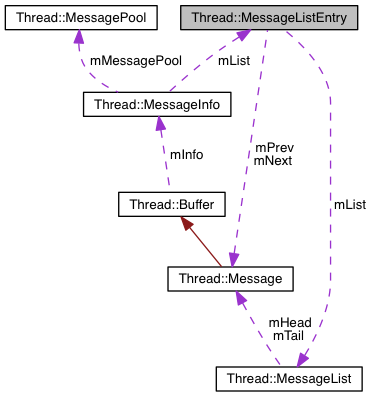 Thread::MessagePool
Thread::MessageListEntry
mMessagePool
mList
Thread::MessageInfo
mPrev
mNext
mInfo
mList
Thread::Buffer
Thread::Message
mHead
mTail
Thread::MessageList